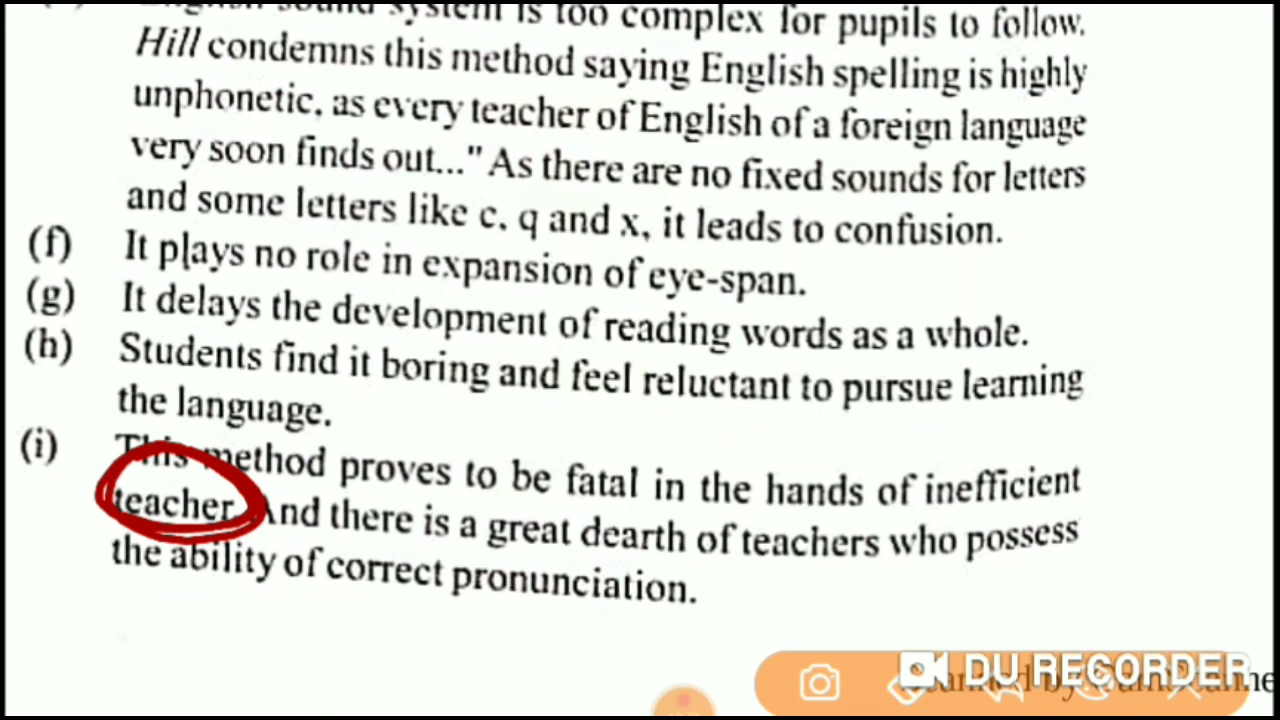 English sound system is too complex for pupils to follow.
Hill condemns this method saying English spelling is highly
unphonetic, as every teacher of English of a foreign language
very soon finds out..." As there are no fixed sounds for letters
and some letters like c, q and x, it leads to confusion.
(f) It plays no role in expansion of eye-span.
(g) It delays the development of reading words as a whole.
(h) Students find it boring and feel reluctant to pursue learning
the language.
(i) This method proves to be fatal in the hands of inefficient
teacher. And there is a great dearth of teachers who possess
the ability of correct pronunciation.
DU RECORDER